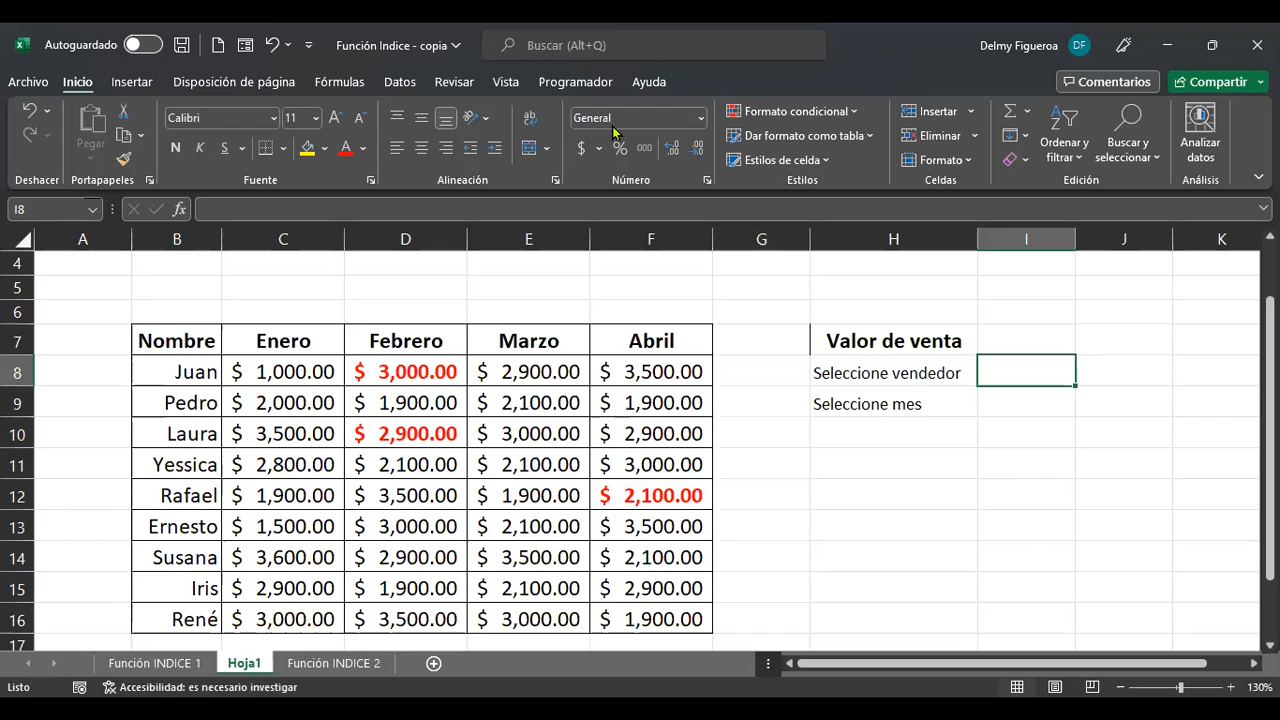 Autoguardado Función Indice - copia Buscar (Alt+Q) Delmy Figueroa DF
Archivo Inicio Insertar Disposición de página Fórmulas Datos Revisar Vista Programador Ayuda Comentarios Compartir
Pegar Calibri 11 General Formato condicional Insertar Ordenar y filtrar Buscar y seleccionar Analizar datos
N K S $ % 000 Dar formato como tabla Eliminar
Estilos de celda Formato
Deshacer Portapapeles Fuente Alineación Número Estilos Celdas Edición Análisis
I8 fx
A B C D E F G H I J K
4
5
6
7 Nombre Enero Febrero Marzo Abril Valor de venta
8 Juan $ 1,000.00 $ 3,000.00 $ 2,900.00 $ 3,500.00 Seleccione vendedor
9 Pedro $ 2,000.00 $ 1,900.00 $ 2,100.00 $ 1,900.00 Seleccione mes
10 Laura $ 3,500.00 $ 2,900.00 $ 3,000.00 $ 2,900.00
11 Yessica $ 2,800.00 $ 2,100.00 $ 2,100.00 $ 3,000.00
12 Rafael $ 1,900.00 $ 3,500.00 $ 1,900.00 $ 2,100.00
13 Ernesto $ 1,500.00 $ 3,000.00 $ 2,100.00 $ 3,500.00
14 Susana $ 3,600.00 $ 2,900.00 $ 3,500.00 $ 2,100.00
15 Iris $ 2,900.00 $ 1,900.00 $ 2,100.00 $ 2,900.00
16 René $ 3,000.00 $ 3,500.00 $ 3,000.00 $ 1,900.00
17
Función INDICE 1 Hoja1 Función INDICE 2
Listo Accesibilidad: es necesario investigar 130%